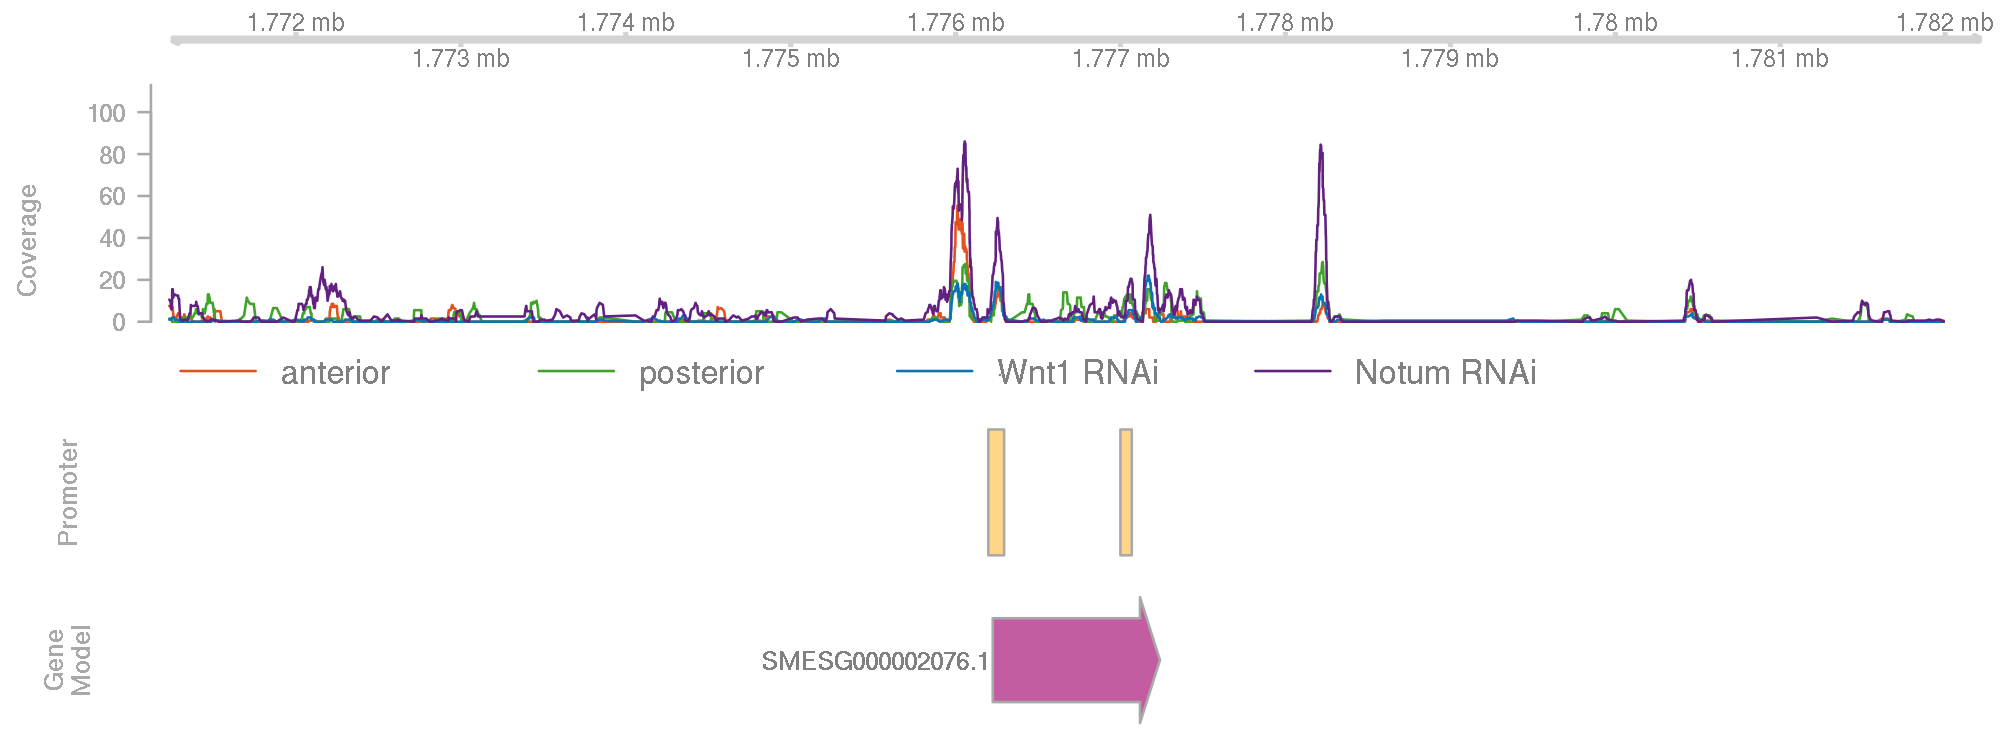 1.772 mb 1.774 mb 1.776 mb 1.778 mb 1.78 mb 1.782 mb
1.773 mb 1.775 mb 1.777 mb 1.779 mb 1.781 mb
Coverage
100
80
60
40
20
0
anterior posterior Wnt1 RNAi Notum RNAi
Promoter
Gene
Model
SMESG000002076.1